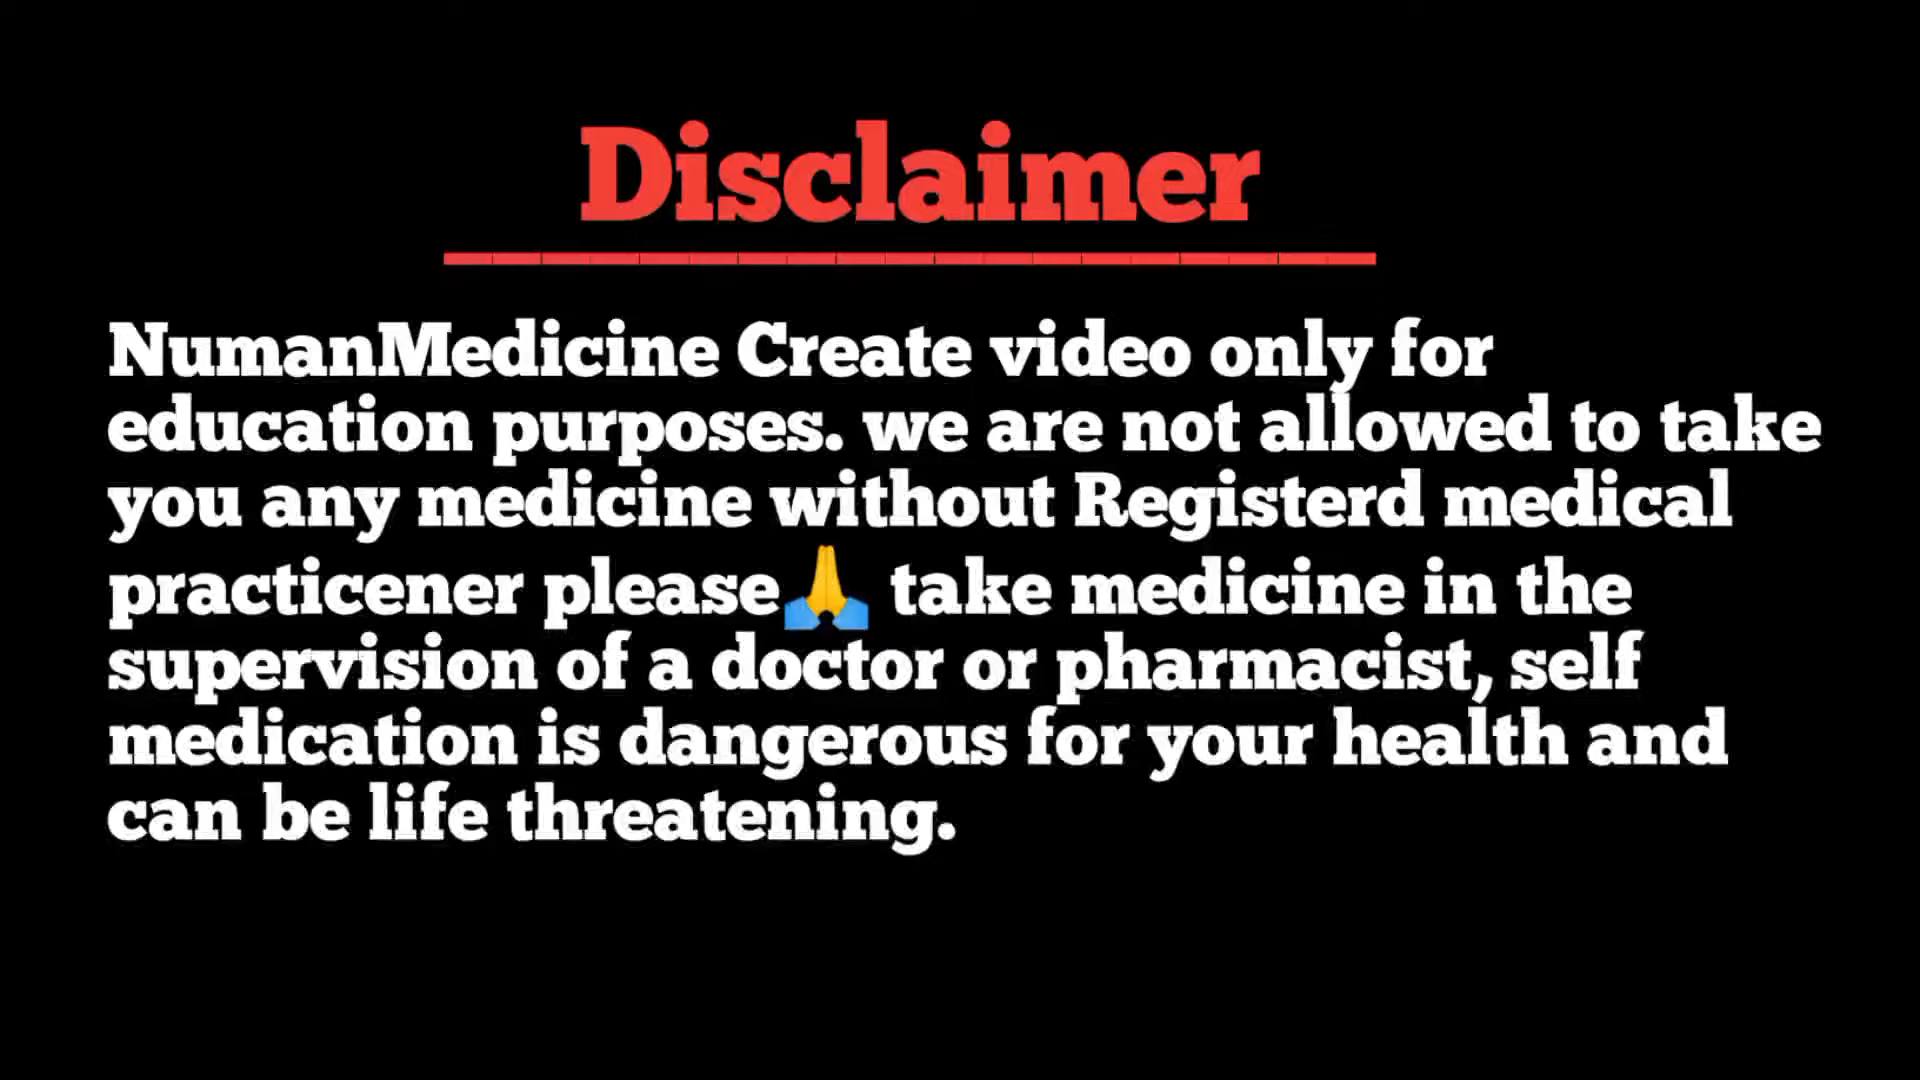 Disclaimer
NumanMedicine Create video only for
education purposes. we are not allowed to take
you any medicine without Registerd medical
practicener please🙏 take medicine in the
supervision of a doctor or pharmacist, self
medication is dangerous for your health and
can be life threatening.